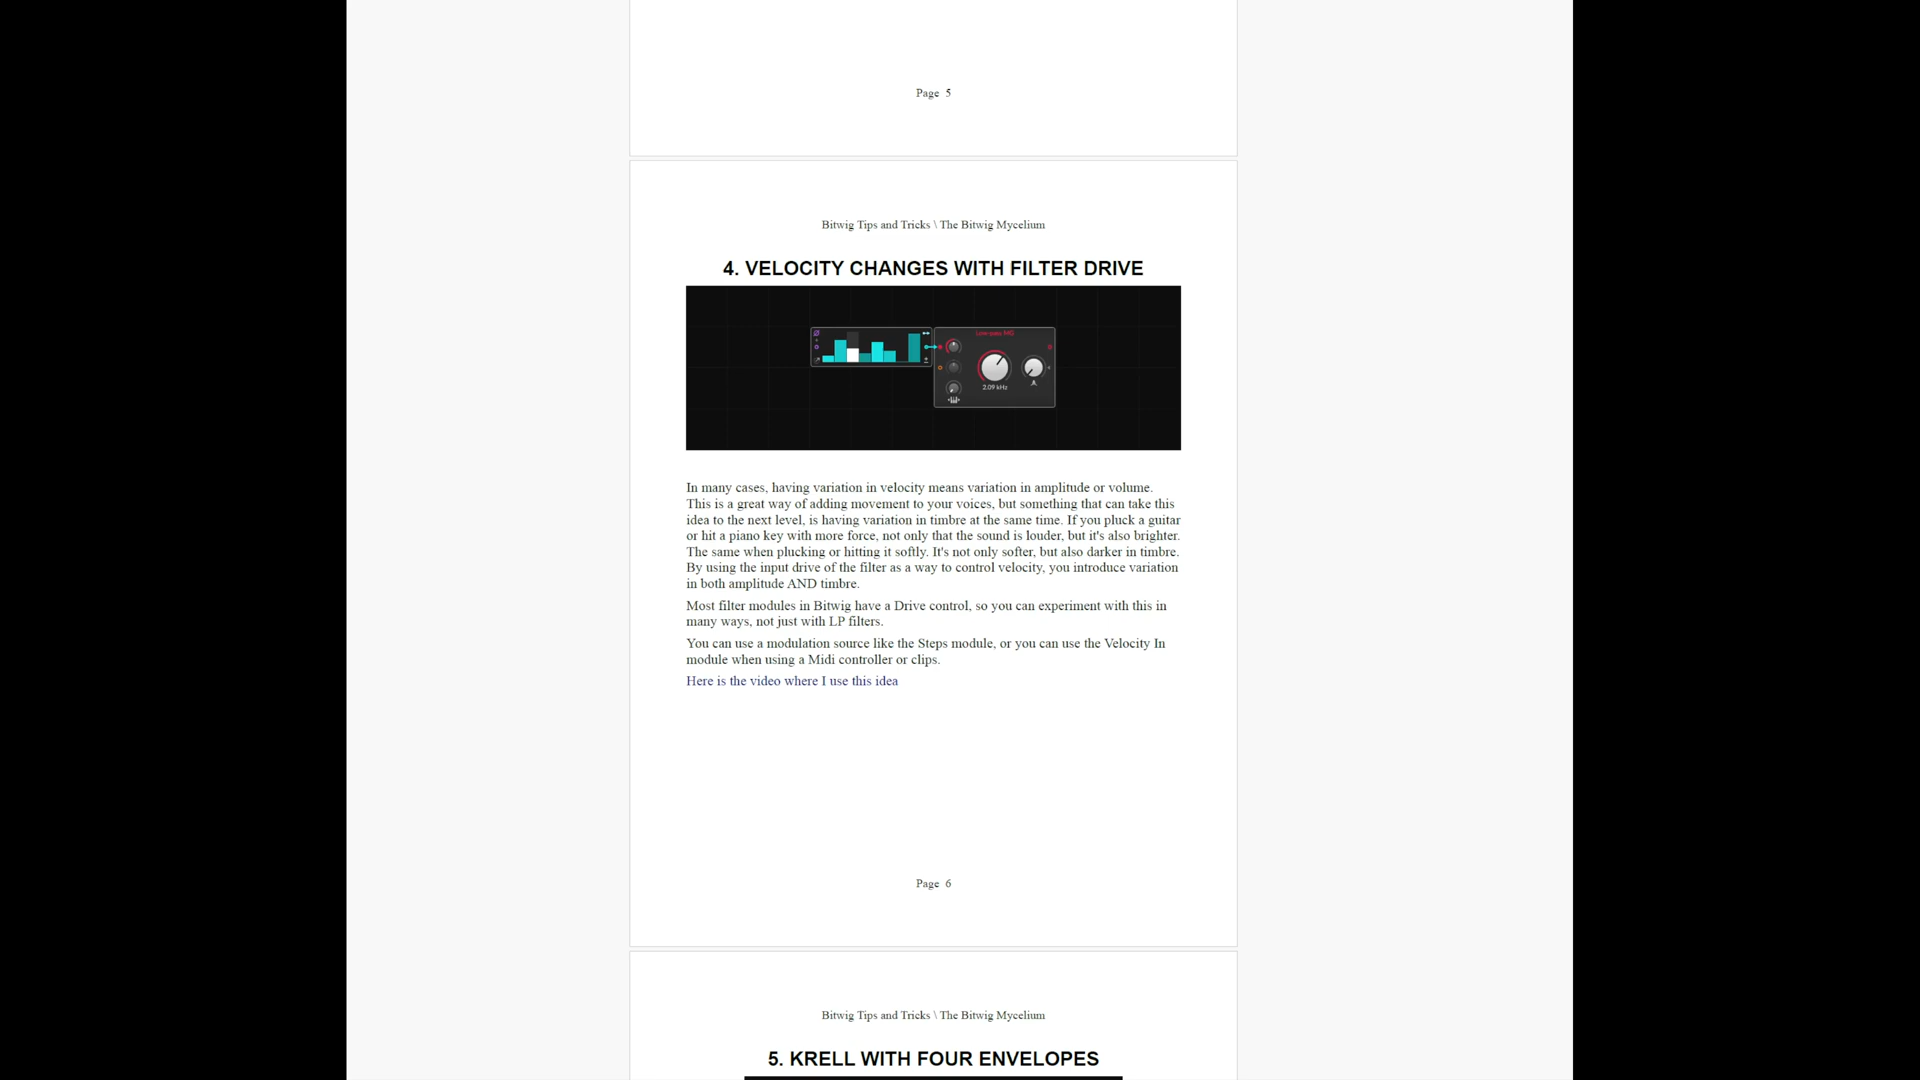 Page 5
Bitwig Tips and Tricks \ The Bitwig Mycelium
4. VELOCITY CHANGES WITH FILTER DRIVE
Low-pass MG
2.09 kHz
A
In many cases, having variation in velocity means variation in amplitude or volume.
This is a great way of adding movement to your voices, but something that can take this
idea to the next level, is having variation in timbre at the same time. If you pluck a guitar
or hit a piano key with more force, not only that the sound is louder, but it's also brighter.
The same when plucking or hitting it softly. It's not only softer, but also darker in timbre.
By using the input drive of the filter as a way to control velocity, you introduce variation
in both amplitude AND timbre.
Most filter modules in Bitwig have a Drive control, so you can experiment with this in
many ways, not just with LP filters.
You can use a modulation source like the Steps module, or you can use the Velocity In
module when using a Midi controller or clips.
Here is the video where I use this idea
Page 6
Bitwig Tips and Tricks \ The Bitwig Mycelium
5. KRELL WITH FOUR ENVELOPES